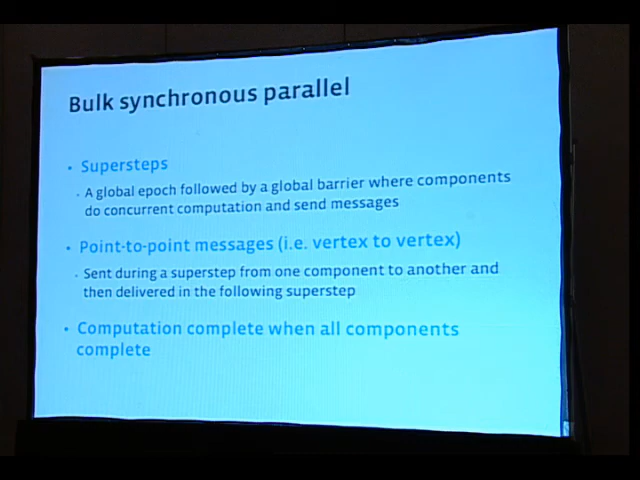 Bulk synchronous parallel
• Supersteps
• A global epoch followed by a global barrier where components
do concurrent computation and send messages
• Point-to-point messages (i.e. vertex to vertex)
• Sent during a superstep from one component to another and
then delivered in the following superstep
• Computation complete when all components
complete